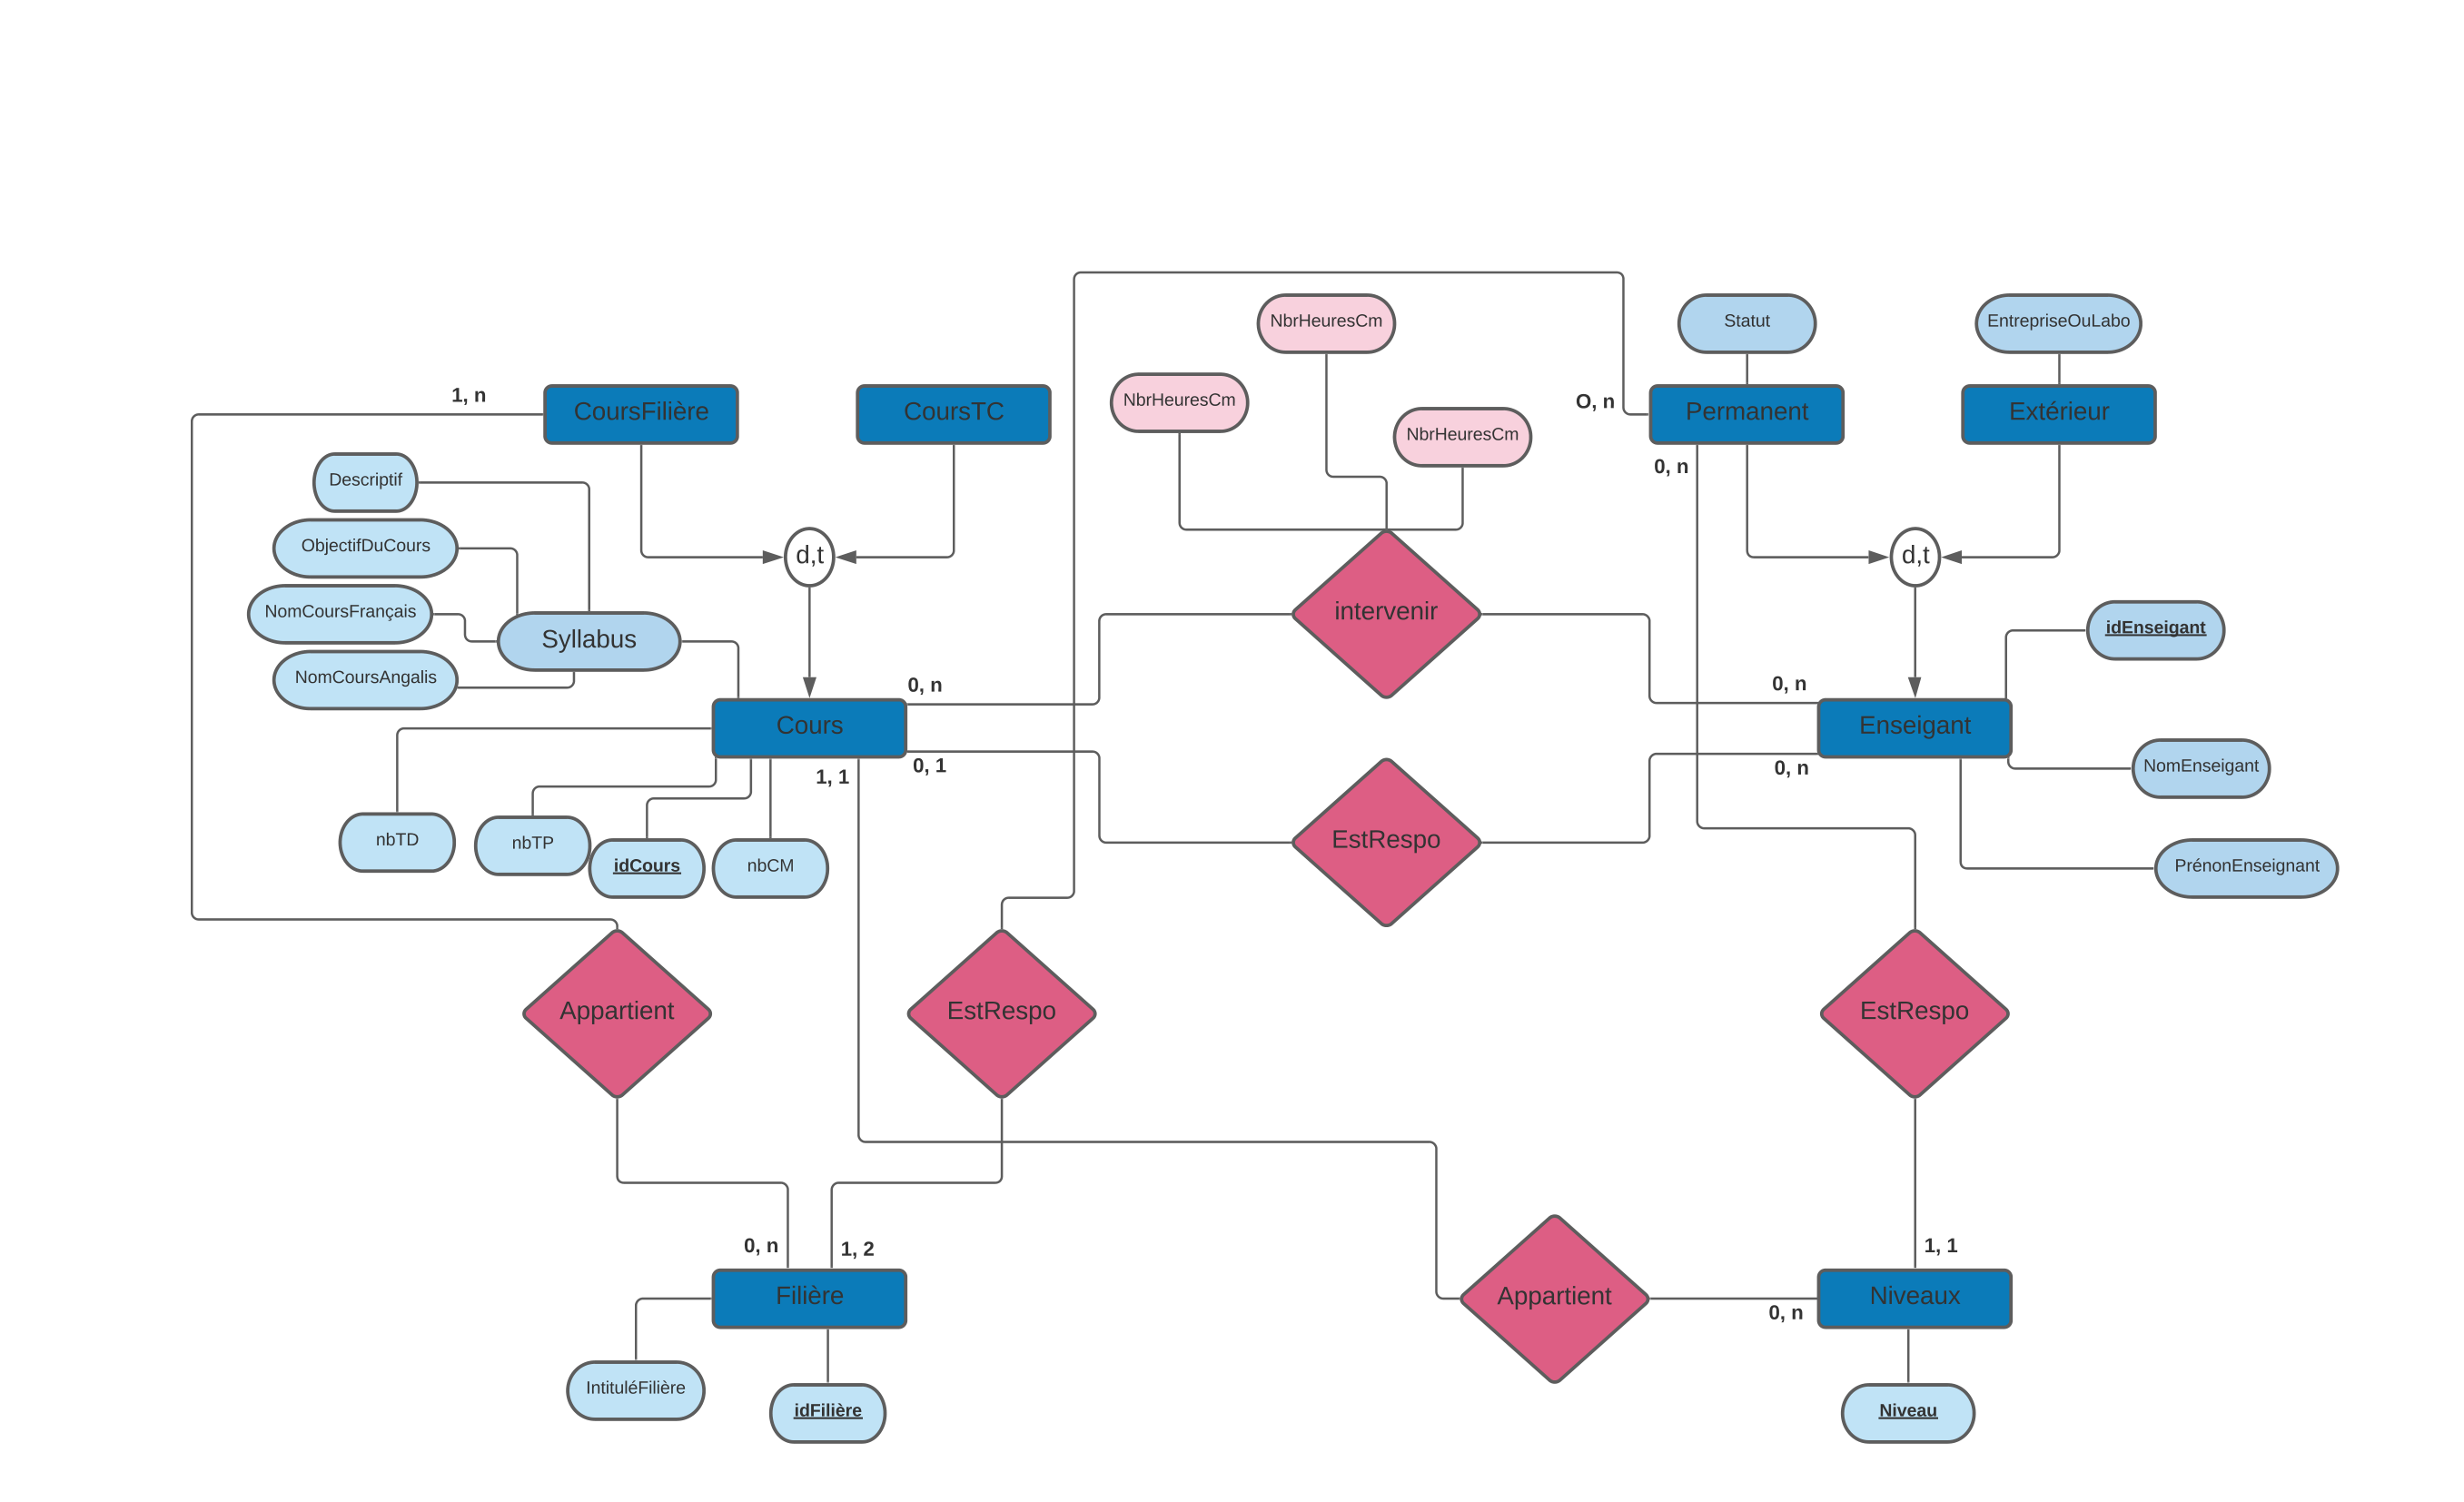 NbrHeuresCm
Statut
EntrepriseOuLabo
NbrHeuresCm
1, n
CoursFilière
CoursTC
O, n
Permanent
Extérieur
NbrHeuresCm
0, n
Descriptif
ObjectifDuCours
d,t
d,t
NomCoursFrançais
Syllabus
intervenir
idEnseigant
NomCoursAngalis
0, n
0, n
Cours
Enseigant
1, 1
0, 1
0, n
NomEnseigant
nbTD
nbTP
idCours
nbCM
EstRespo
PrénonEnseignant
Appartient
EstRespo
EstRespo
0, n
1, 2
1, 1
Filière
Appartient
Niveaux
0, n
IntituléFilière
idFilière
Niveau